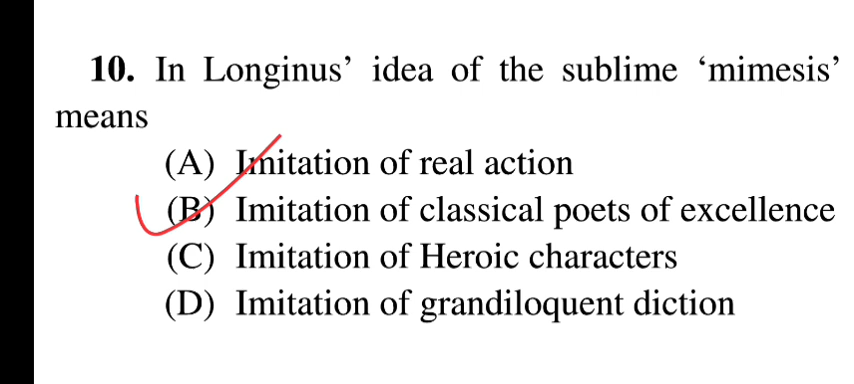 10. In Longinus’ idea of the sublime ‘mimesis’
means
(A) Imitation of real action
(B) Imitation of classical poets of excellence
(C) Imitation of Heroic characters
(D) Imitation of grandiloquent diction